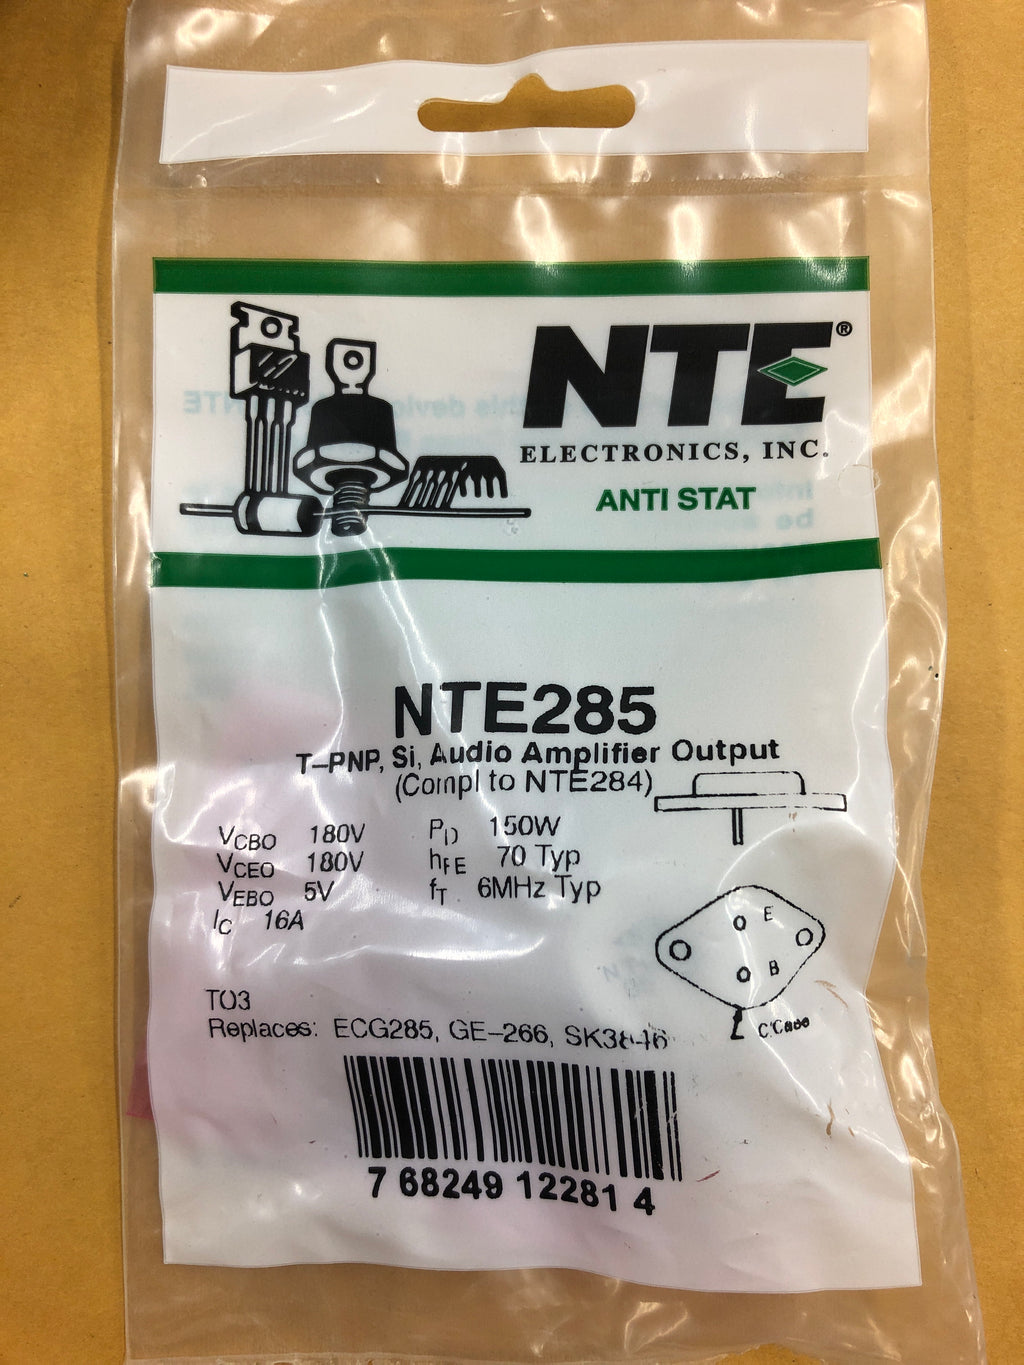 NTE®
ELECTRONICS, INC.
ANTI STAT
NTE285
T-PNP, Si, Audio Amplifier Output
(Compl to NTE284)
VCBO 180V PD 150W
VCEO 180V hFE 70 Typ
VEBO 5V fT 6MHz Typ
IC 16A
E
B
C:Case
TO3
Replaces: ECG285, GE-266, SK3846
7 68249 12281 4